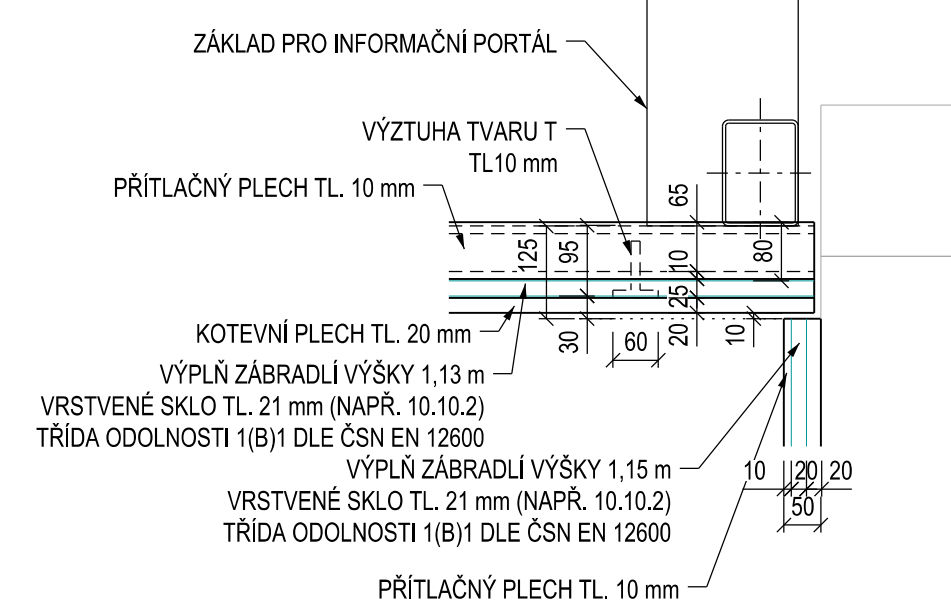 ZÁKLAD PRO INFORMAČNÍ PORTÁL
VÝZTUHA TVARU T
TL10 mm
PŘÍTLAČNÝ PLECH TL. 10 mm
65
125
95
10
80
25
KOTEVNÍ PLECH TL. 20 mm
30
60
20
10
VÝPLŇ ZÁBRADLÍ VÝŠKY 1,13 m
VRSTVENÉ SKLO TL. 21 mm (NAPŘ. 10.10.2)
TŘÍDA ODOLNOSTI 1(B)1 DLE ČSN EN 12600
VÝPLŇ ZÁBRADLÍ VÝŠKY 1,15 m
VRSTVENÉ SKLO TL. 21 mm (NAPŘ. 10.10.2)
TŘÍDA ODOLNOSTI 1(B)1 DLE ČSN EN 12600
10 20 20
50
PŘÍTLAČNÝ PLECH TL. 10 mm